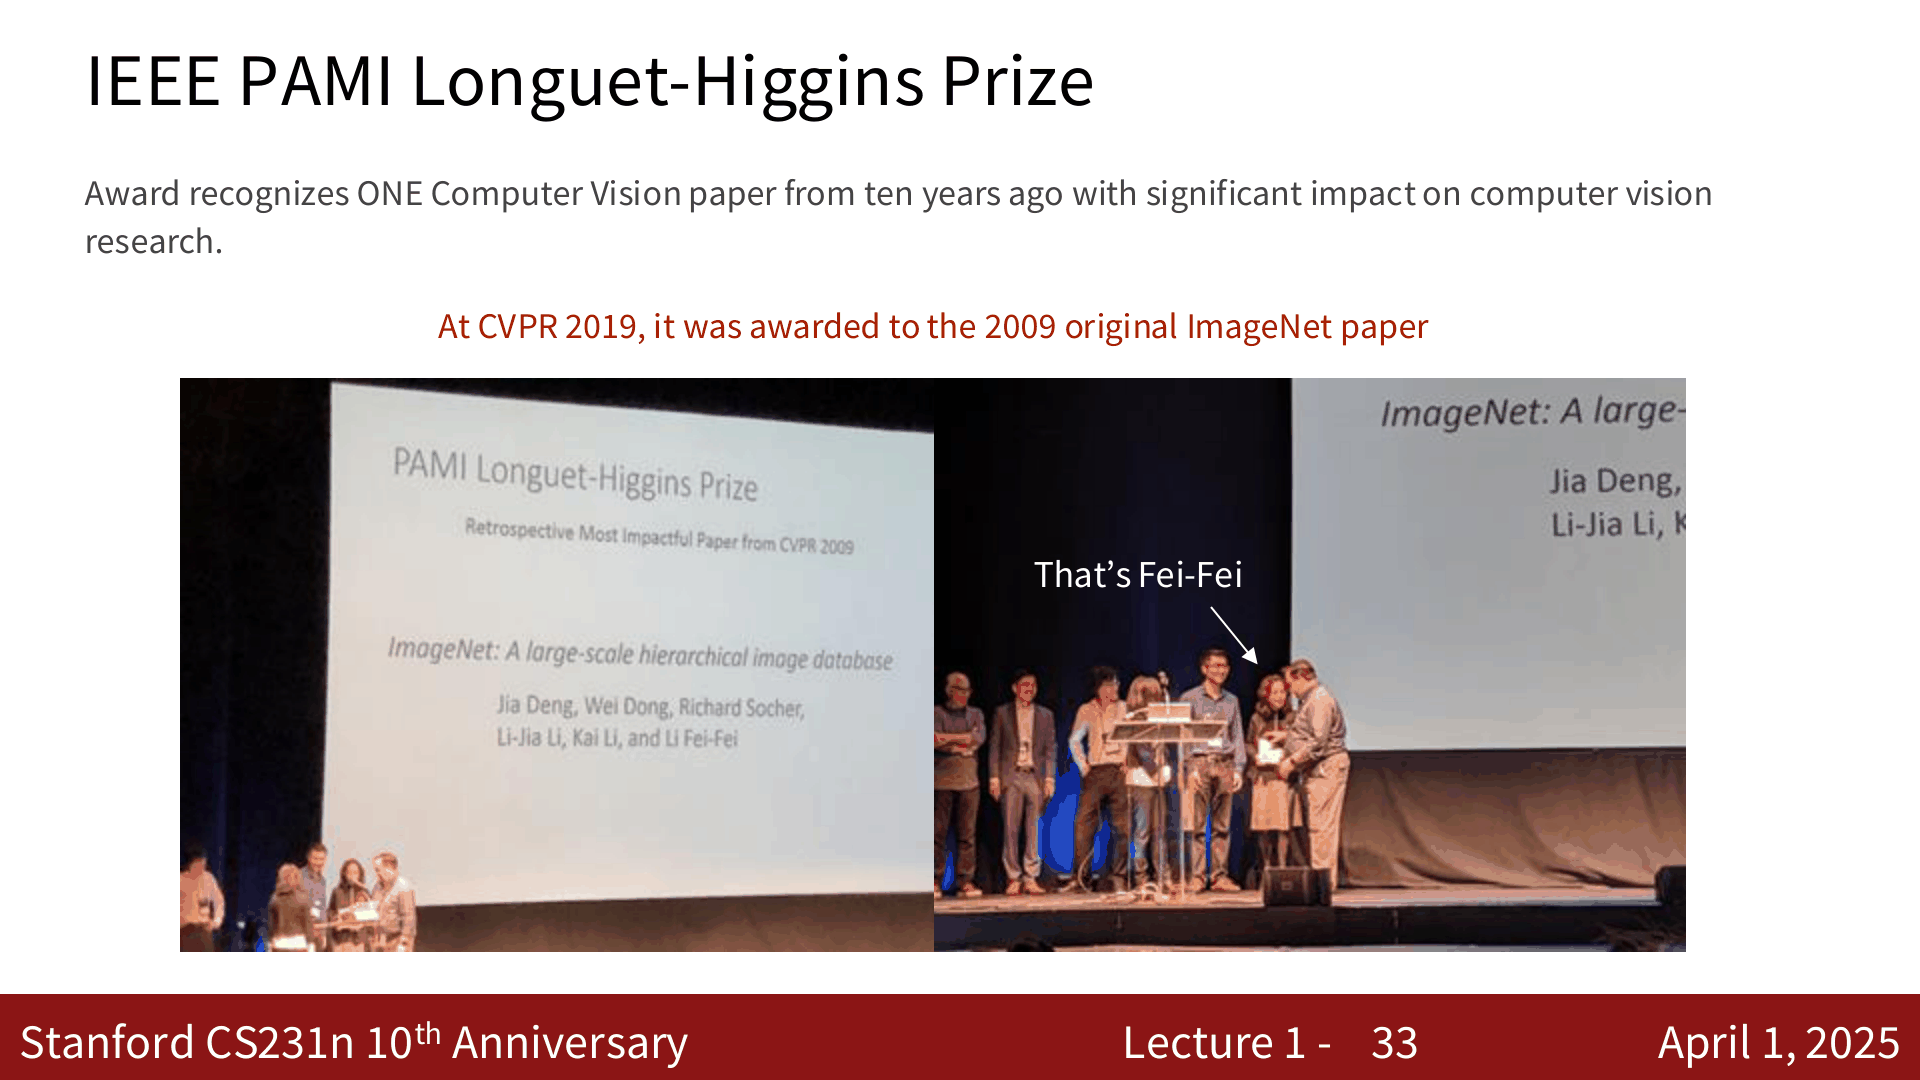 IEEE PAMI Longuet-Higgins Prize
Award recognizes ONE Computer Vision paper from ten years ago with significant impact on computer vision
research.
At CVPR 2019, it was awarded to the 2009 original ImageNet paper
PAMI Longuet-Higgins Prize
Retrospective Most Impactful Paper from CVPR 2009
ImageNet: A large-scale hierarchical image database
Jia Deng, Wei Dong, Richard Socher,
Li-Jia Li, Kai Li, and Li Fei-Fei
ImageNet: A large-
Jia Deng,
Li-Jia Li, K
That's Fei-Fei
Stanford CS231n 10th Anniversary
Lecture 1 - 33
April 1, 2025